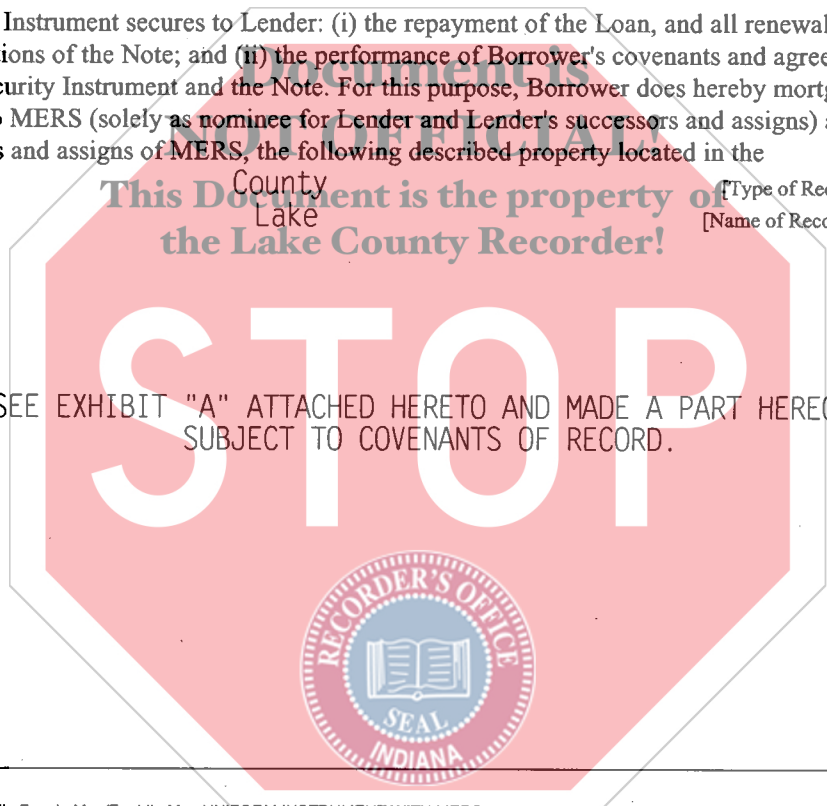 Instrument secures to Lender: (i) the repayment of the Loan, and all renewal
ions of the Note; and (ii) the performance of Borrower's covenants and agree
curity Instrument and the Note. For this purpose, Borrower does hereby mortg
MERS (solely as nominee for Lender and Lender's successors and assigns) a
s and assigns of MERS, the following described property located in the
County [Type of Rec
Lake [Name of Reco
Document is
NOT OFFICIAL!
This Document is the property of
the Lake County Recorder!
STOP
SEE EXHIBIT "A" ATTACHED HERETO AND MADE A PART HEREO
SUBJECT TO COVENANTS OF RECORD.
RECORDER'S OFFICE
SEAL
INDIANA